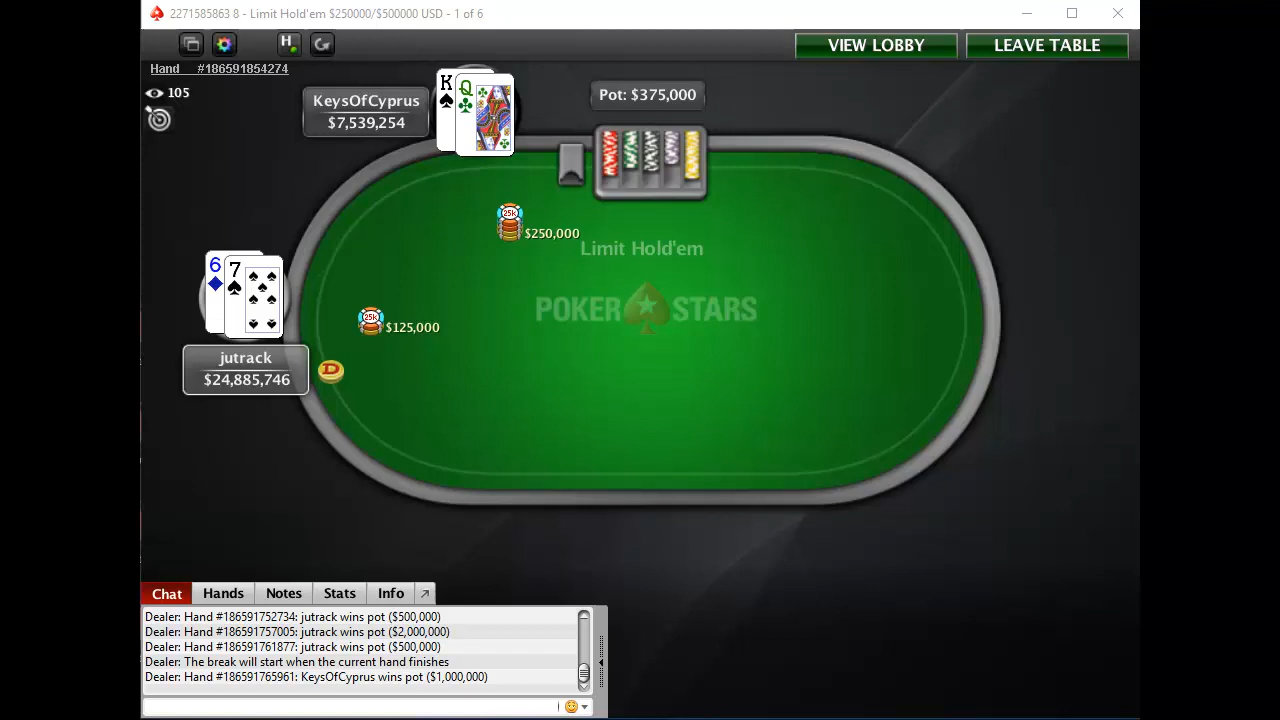 2271585863 8 - Limit Hold'em $250000/$500000 USD - 1 of 6
H
VIEW LOBBY
LEAVE TABLE
Hand #186591854274
105
KeysOfCyprus
$7,539,254
K
Q
Pot: $375,000
25k
$250,000
Limit Hold'em
POKER STARS
6
7
25k
$125,000
jutrack
$24,885,746
D
Chat
Hands
Notes
Stats
Info
Dealer: Hand #186591752734: jutrack wins pot ($500,000)
Dealer: Hand #186591757005: jutrack wins pot ($2,000,000)
Dealer: Hand #186591761877: jutrack wins pot ($500,000)
Dealer: The break will start when the current hand finishes
Dealer: Hand #186591765961: KeysOfCyprus wins pot ($1,000,000)